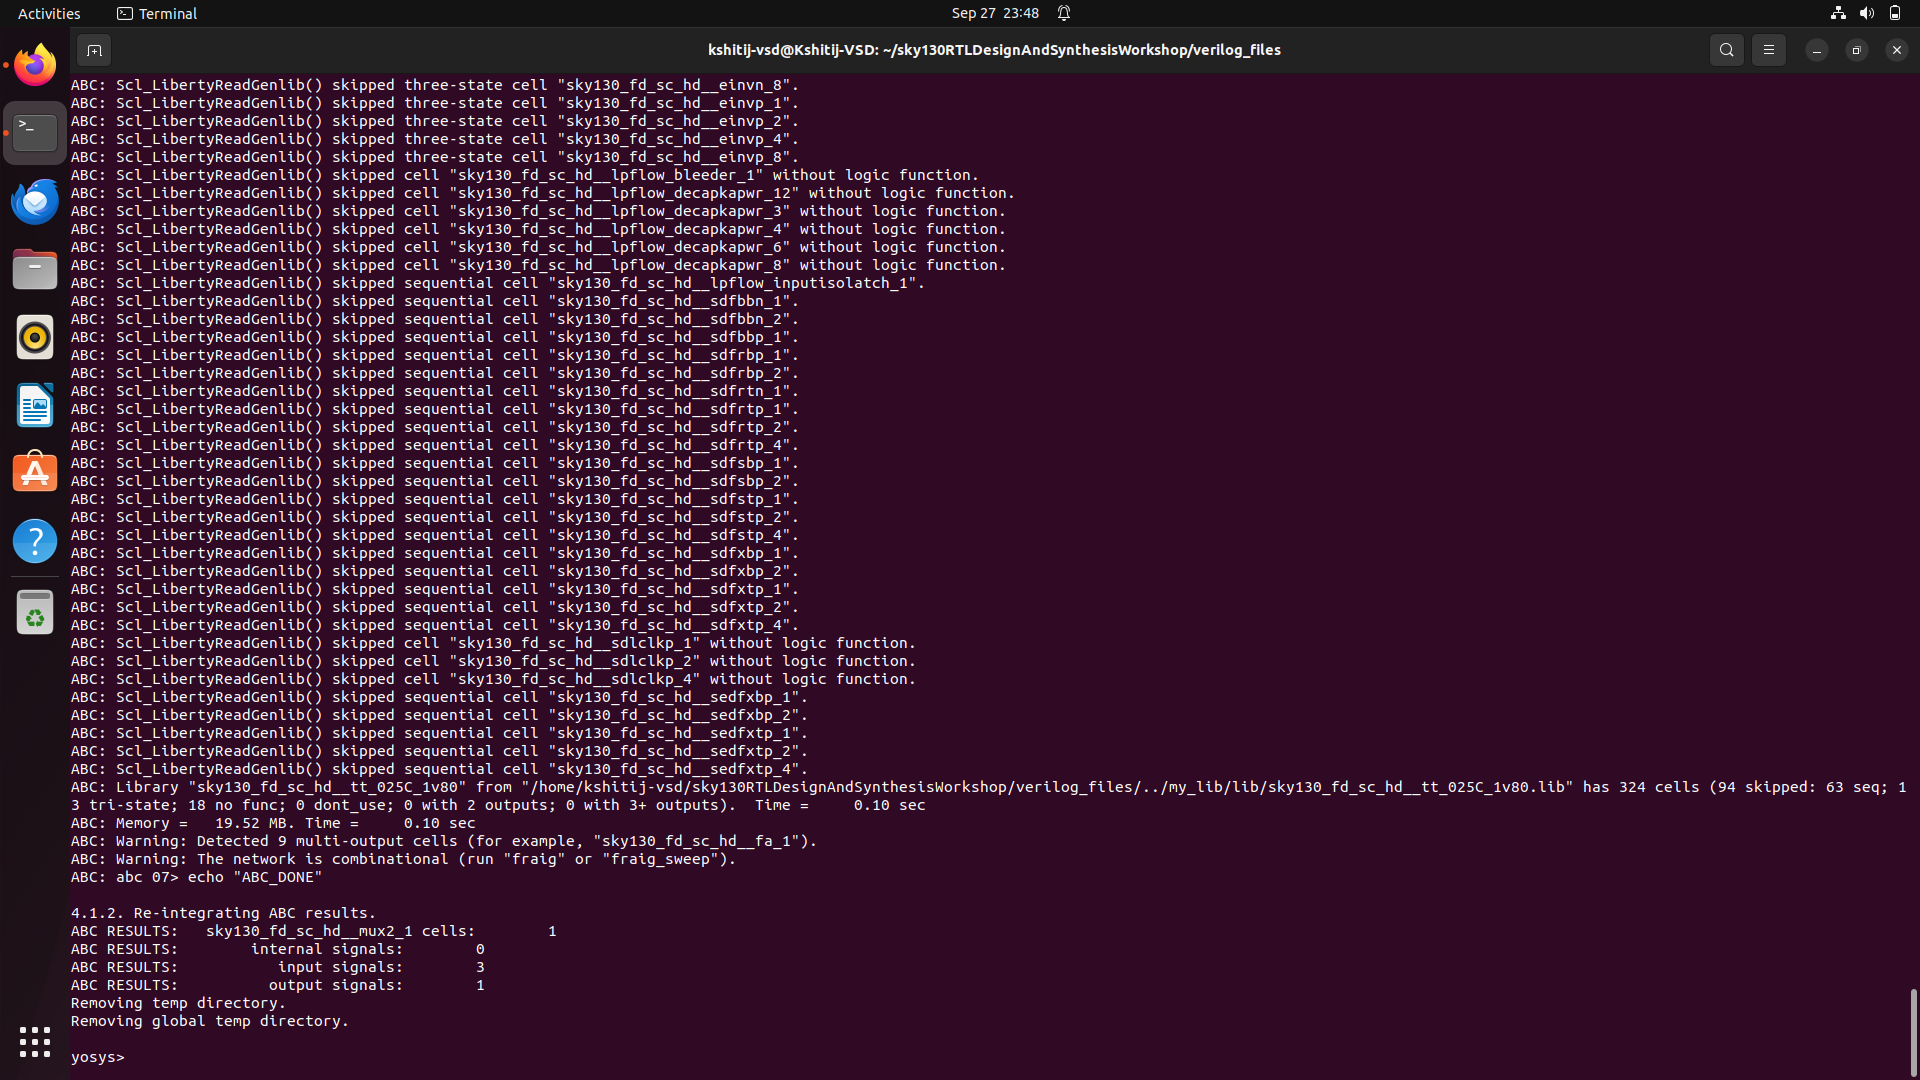 Activities
Terminal
Sep 27 23:48
kshitij-vsd@Kshitij-VSD: ~/sky130RTLDesignAndSynthesisWorkshop/verilog_files
ABC: Scl_LibertyReadGenlib() skipped three-state cell "sky130_fd_sc_hd__einvn_8".
ABC: Scl_LibertyReadGenlib() skipped three-state cell "sky130_fd_sc_hd__einvp_1".
ABC: Scl_LibertyReadGenlib() skipped three-state cell "sky130_fd_sc_hd__einvp_2".
ABC: Scl_LibertyReadGenlib() skipped three-state cell "sky130_fd_sc_hd__einvp_4".
ABC: Scl_LibertyReadGenlib() skipped three-state cell "sky130_fd_sc_hd__einvp_8".
ABC: Scl_LibertyReadGenlib() skipped cell "sky130_fd_sc_hd__lpflow_bleeder_1" without logic function.
ABC: Scl_LibertyReadGenlib() skipped cell "sky130_fd_sc_hd__lpflow_decapkapwr_12" without logic function.
ABC: Scl_LibertyReadGenlib() skipped cell "sky130_fd_sc_hd__lpflow_decapkapwr_3" without logic function.
ABC: Scl_LibertyReadGenlib() skipped cell "sky130_fd_sc_hd__lpflow_decapkapwr_4" without logic function.
ABC: Scl_LibertyReadGenlib() skipped cell "sky130_fd_sc_hd__lpflow_decapkapwr_6" without logic function.
ABC: Scl_LibertyReadGenlib() skipped cell "sky130_fd_sc_hd__lpflow_decapkapwr_8" without logic function.
ABC: Scl_LibertyReadGenlib() skipped sequential cell "sky130_fd_sc_hd__lpflow_inputisolatch_1".
ABC: Scl_LibertyReadGenlib() skipped sequential cell "sky130_fd_sc_hd__sdfbbn_1".
ABC: Scl_LibertyReadGenlib() skipped sequential cell "sky130_fd_sc_hd__sdfbbn_2".
ABC: Scl_LibertyReadGenlib() skipped sequential cell "sky130_fd_sc_hd__sdfbbp_1".
ABC: Scl_LibertyReadGenlib() skipped sequential cell "sky130_fd_sc_hd__sdfrbp_1".
ABC: Scl_LibertyReadGenlib() skipped sequential cell "sky130_fd_sc_hd__sdfrbp_2".
ABC: Scl_LibertyReadGenlib() skipped sequential cell "sky130_fd_sc_hd__sdfrtn_1".
ABC: Scl_LibertyReadGenlib() skipped sequential cell "sky130_fd_sc_hd__sdfrtp_1".
ABC: Scl_LibertyReadGenlib() skipped sequential cell "sky130_fd_sc_hd__sdfrtp_2".
ABC: Scl_LibertyReadGenlib() skipped sequential cell "sky130_fd_sc_hd__sdfrtp_4".
ABC: Scl_LibertyReadGenlib() skipped sequential cell "sky130_fd_sc_hd__sdfsbp_1".
ABC: Scl_LibertyReadGenlib() skipped sequential cell "sky130_fd_sc_hd__sdfsbp_2".
ABC: Scl_LibertyReadGenlib() skipped sequential cell "sky130_fd_sc_hd__sdfstp_1".
ABC: Scl_LibertyReadGenlib() skipped sequential cell "sky130_fd_sc_hd__sdfstp_2".
ABC: Scl_LibertyReadGenlib() skipped sequential cell "sky130_fd_sc_hd__sdfstp_4".
ABC: Scl_LibertyReadGenlib() skipped sequential cell "sky130_fd_sc_hd__sdfxbp_1".
ABC: Scl_LibertyReadGenlib() skipped sequential cell "sky130_fd_sc_hd__sdfxbp_2".
ABC: Scl_LibertyReadGenlib() skipped sequential cell "sky130_fd_sc_hd__sdfxtp_1".
ABC: Scl_LibertyReadGenlib() skipped sequential cell "sky130_fd_sc_hd__sdfxtp_2".
ABC: Scl_LibertyReadGenlib() skipped sequential cell "sky130_fd_sc_hd__sdfxtp_4".
ABC: Scl_LibertyReadGenlib() skipped cell "sky130_fd_sc_hd__sdlclkp_1" without logic function.
ABC: Scl_LibertyReadGenlib() skipped cell "sky130_fd_sc_hd__sdlclkp_2" without logic function.
ABC: Scl_LibertyReadGenlib() skipped cell "sky130_fd_sc_hd__sdlclkp_4" without logic function.
ABC: Scl_LibertyReadGenlib() skipped sequential cell "sky130_fd_sc_hd__sedfxbp_1".
ABC: Scl_LibertyReadGenlib() skipped sequential cell "sky130_fd_sc_hd__sedfxbp_2".
ABC: Scl_LibertyReadGenlib() skipped sequential cell "sky130_fd_sc_hd__sedfxtp_1".
ABC: Scl_LibertyReadGenlib() skipped sequential cell "sky130_fd_sc_hd__sedfxtp_2".
ABC: Scl_LibertyReadGenlib() skipped sequential cell "sky130_fd_sc_hd__sedfxtp_4".
ABC: Library "sky130_fd_sc_hd__tt_025C_1v80" from "/home/kshitij-vsd/sky130RTLDesignAndSynthesisWorkshop/verilog_files/../my_lib/lib/sky130_fd_sc_hd__tt_025C_1v80.lib" has 324 cells (94 skipped: 63 seq; 1
3 tri-state; 18 no func; 0 dont_use; 0 with 2 outputs; 0 with 3+ outputs).  Time =     0.10 sec
ABC: Memory =   19.52 MB. Time =     0.10 sec
ABC: Warning: Detected 9 multi-output cells (for example, "sky130_fd_sc_hd__fa_1").
ABC: Warning: The network is combinational (run "fraig" or "fraig_sweep").
ABC: abc 07> echo "ABC_DONE"
4.1.2. Re-integrating ABC results.
ABC RESULTS:   sky130_fd_sc_hd__mux2_1 cells:        1
ABC RESULTS:        internal signals:        0
ABC RESULTS:           input signals:        3
ABC RESULTS:          output signals:        1
Removing temp directory.
Removing global temp directory.
yosys>